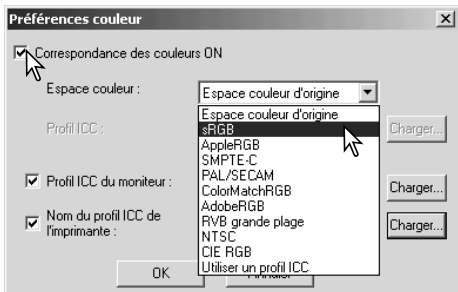 Préférences couleur
Correspondance des couleurs ON
Espace couleur :
Espace couleur d'origine
Espace couleur d'origine
sRGB
AppleRGB
SMPTE-C
PAL/SECAM
ColorMatchRGB
AdobeRGB
RVB grande plage
NTSC
CIE RGB
Utiliser un profil ICC
Profil ICC :
Charger...
Profil ICC du moniteur :
Charger...
Nom du profil ICC de
l'imprimante :
Charger...
OK